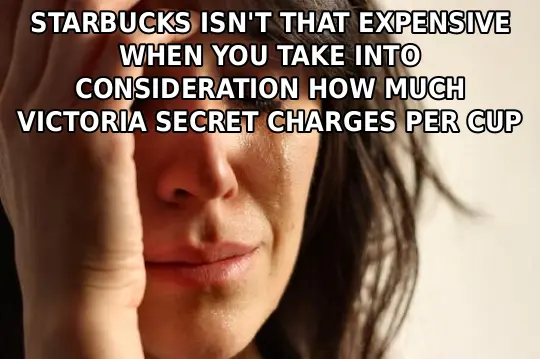 STARBUCKS ISN'T THAT EXPENSIVE
WHEN YOU TAKE INTO
CONSIDERATION HOW MUCH
VICTORIA SECRET CHARGES PER CUP